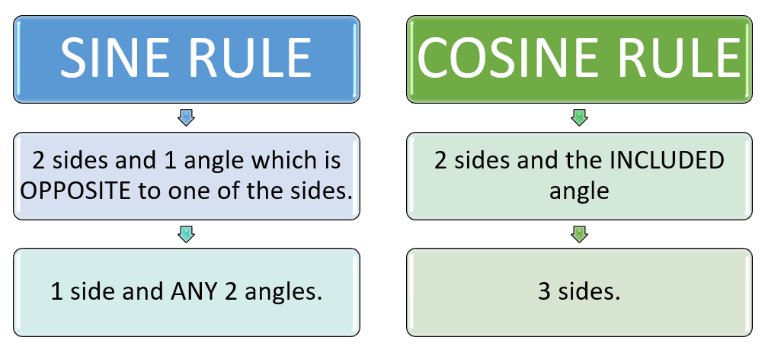 SINE RULE
2 sides and 1 angle which is
OPPOSITE to one of the sides.
1 side and ANY 2 angles.
COSINE RULE
2 sides and the INCLUDED
angle
3 sides.